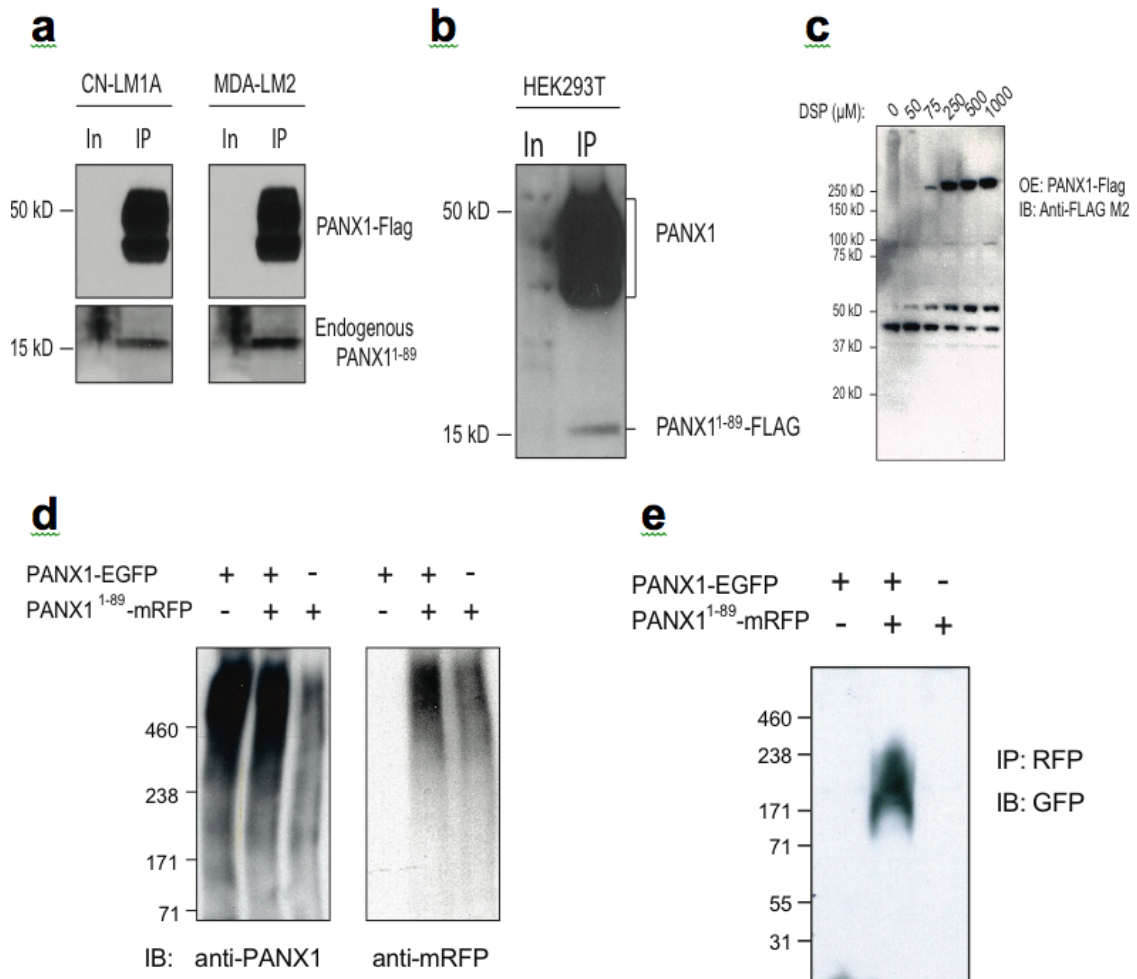 a
CN-LM1A MDA-LM2
In IP In IP
50 kD
PANX1-Flag
15 kD
Endogenous
PANX1¹⁻⁸⁹
b
HEK293T
In IP
50 kD
PANX1
15 kD
PANX1¹⁻⁸⁹-FLAG
c
DSP (µM): 0 50 75 250 500 1000
250 kD
150 kD
100 kD
75 kD
50 kD
37 kD
20 kD
OE: PANX1-Flag
IB: Anti-FLAG M2
d
PANX1-EGFP + + - + + -
PANX1 ¹⁻⁸⁹-mRFP - + + - + +
460
238
171
71
IB: anti-PANX1 anti-mRFP
e
PANX1-EGFP + + -
PANX1¹⁻⁸⁹-mRFP - + +
460
238
171
71
55
31
IP: RFP
IB: GFP